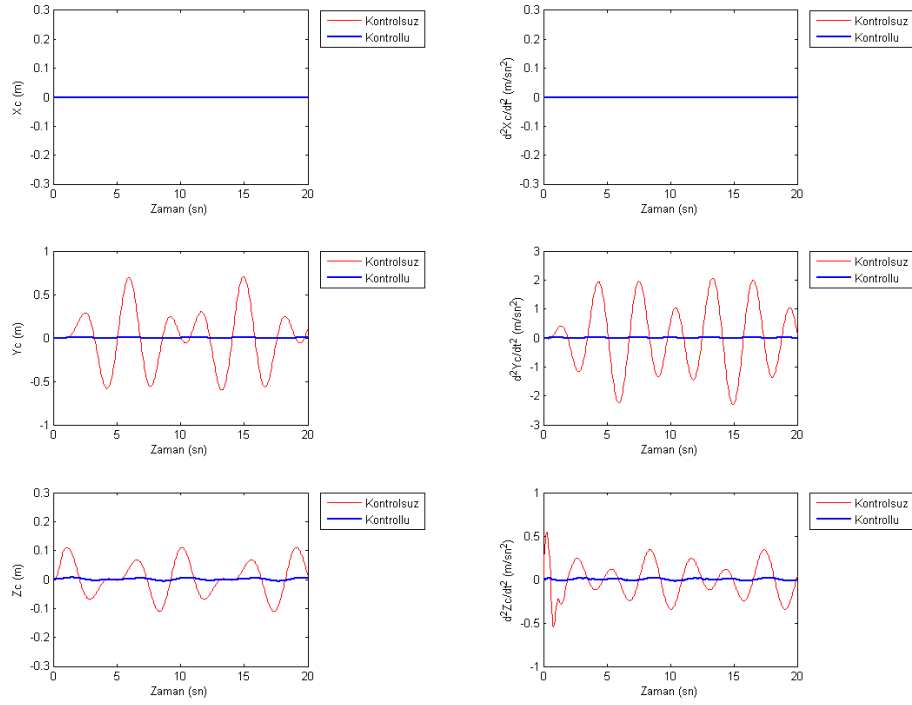 0.3
0.2
0.1
0
-0.1
-0.2
-0.3
Xc (m)
0 5 10 15 20
Zaman (sn)
Kontrolsuz
Kontrollu
0.3
0.2
0.1
0
-0.1
-0.2
-0.3
d²Xc/dt² (m/sn²)
0 5 10 15 20
Zaman (sn)
Kontrolsuz
Kontrollu
1
0.5
0
-0.5
-1
Yc (m)
0 5 10 15 20
Zaman (sn)
Kontrolsuz
Kontrollu
3
2
1
0
-1
-2
-3
d²Yc/dt² (m/sn²)
0 5 10 15 20
Zaman (sn)
Kontrolsuz
Kontrollu
0.3
0.2
0.1
0
-0.1
-0.2
-0.3
Zc (m)
0 5 10 15 20
Zaman (sn)
Kontrolsuz
Kontrollu
1
0.5
0
-0.5
-1
d²Zc/dt² (m/sn²)
0 5 10 15 20
Zaman (sn)
Kontrolsuz
Kontrollu